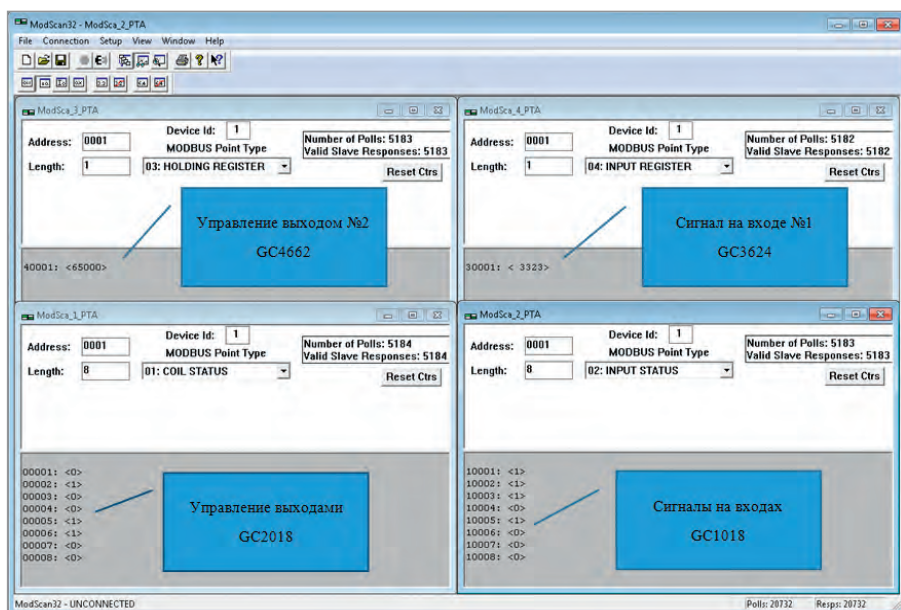 ModScan32 - ModSca_2_PTA
File Connection Setup View Window Help
ModSca_3_PTA
Address: 0001
Device Id: 1
MODBUS Point Type
Number of Polls: 5183
Valid Slave Responses: 5183
Length: 1
03: HOLDING REGISTER
Reset Ctrs
Управление выходом №2
GC4662
40001: <65000>
ModSca_4_PTA
Address: 0001
Device Id: 1
MODBUS Point Type
Number of Polls: 5182
Valid Slave Responses: 5182
Length: 1
04: INPUT REGISTER
Reset Ctrs
Сигнал на входе №1
GC3624
30001: < 3323>
ModSca_1_PTA
Address: 0001
Device Id: 1
MODBUS Point Type
Number of Polls: 5184
Valid Slave Responses: 5184
Length: 8
01: COIL STATUS
Reset Ctrs
00001: <0>
00002: <1>
00003: <0>
00004: <0>
00005: <1>
00006: <1>
00007: <0>
00008: <0>
Управление выходами
GC2018
ModSca_2_PTA
Address: 0001
Device Id: 1
MODBUS Point Type
Number of Polls: 5183
Valid Slave Responses: 5183
Length: 8
02: INPUT STATUS
Reset Ctrs
10001: <1>
10002: <1>
10003: <1>
10004: <0>
10005: <1>
10006: <0>
10007: <0>
10008: <0>
Сигналы на входах
GC1018
ModScan32 - UNCONNECTED
Polls: 20732
Resps: 20732